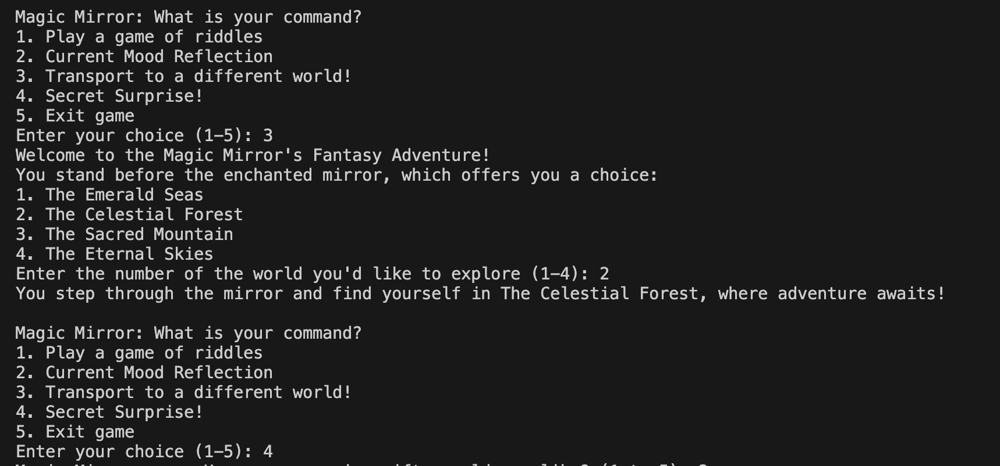 Magic Mirror: What is your command?
1. Play a game of riddles
2. Current Mood Reflection
3. Transport to a different world!
4. Secret Surprise!
5. Exit game
Enter your choice (1-5): 3
Welcome to the Magic Mirror's Fantasy Adventure!
You stand before the enchanted mirror, which offers you a choice:
1. The Emerald Seas
2. The Celestial Forest
3. The Sacred Mountain
4. The Eternal Skies
Enter the number of the world you'd like to explore (1-4): 2
You step through the mirror and find yourself in The Celestial Forest, where adventure awaits!
Magic Mirror: What is your command?
1. Play a game of riddles
2. Current Mood Reflection
3. Transport to a different world!
4. Secret Surprise!
5. Exit game
Enter your choice (1-5): 4